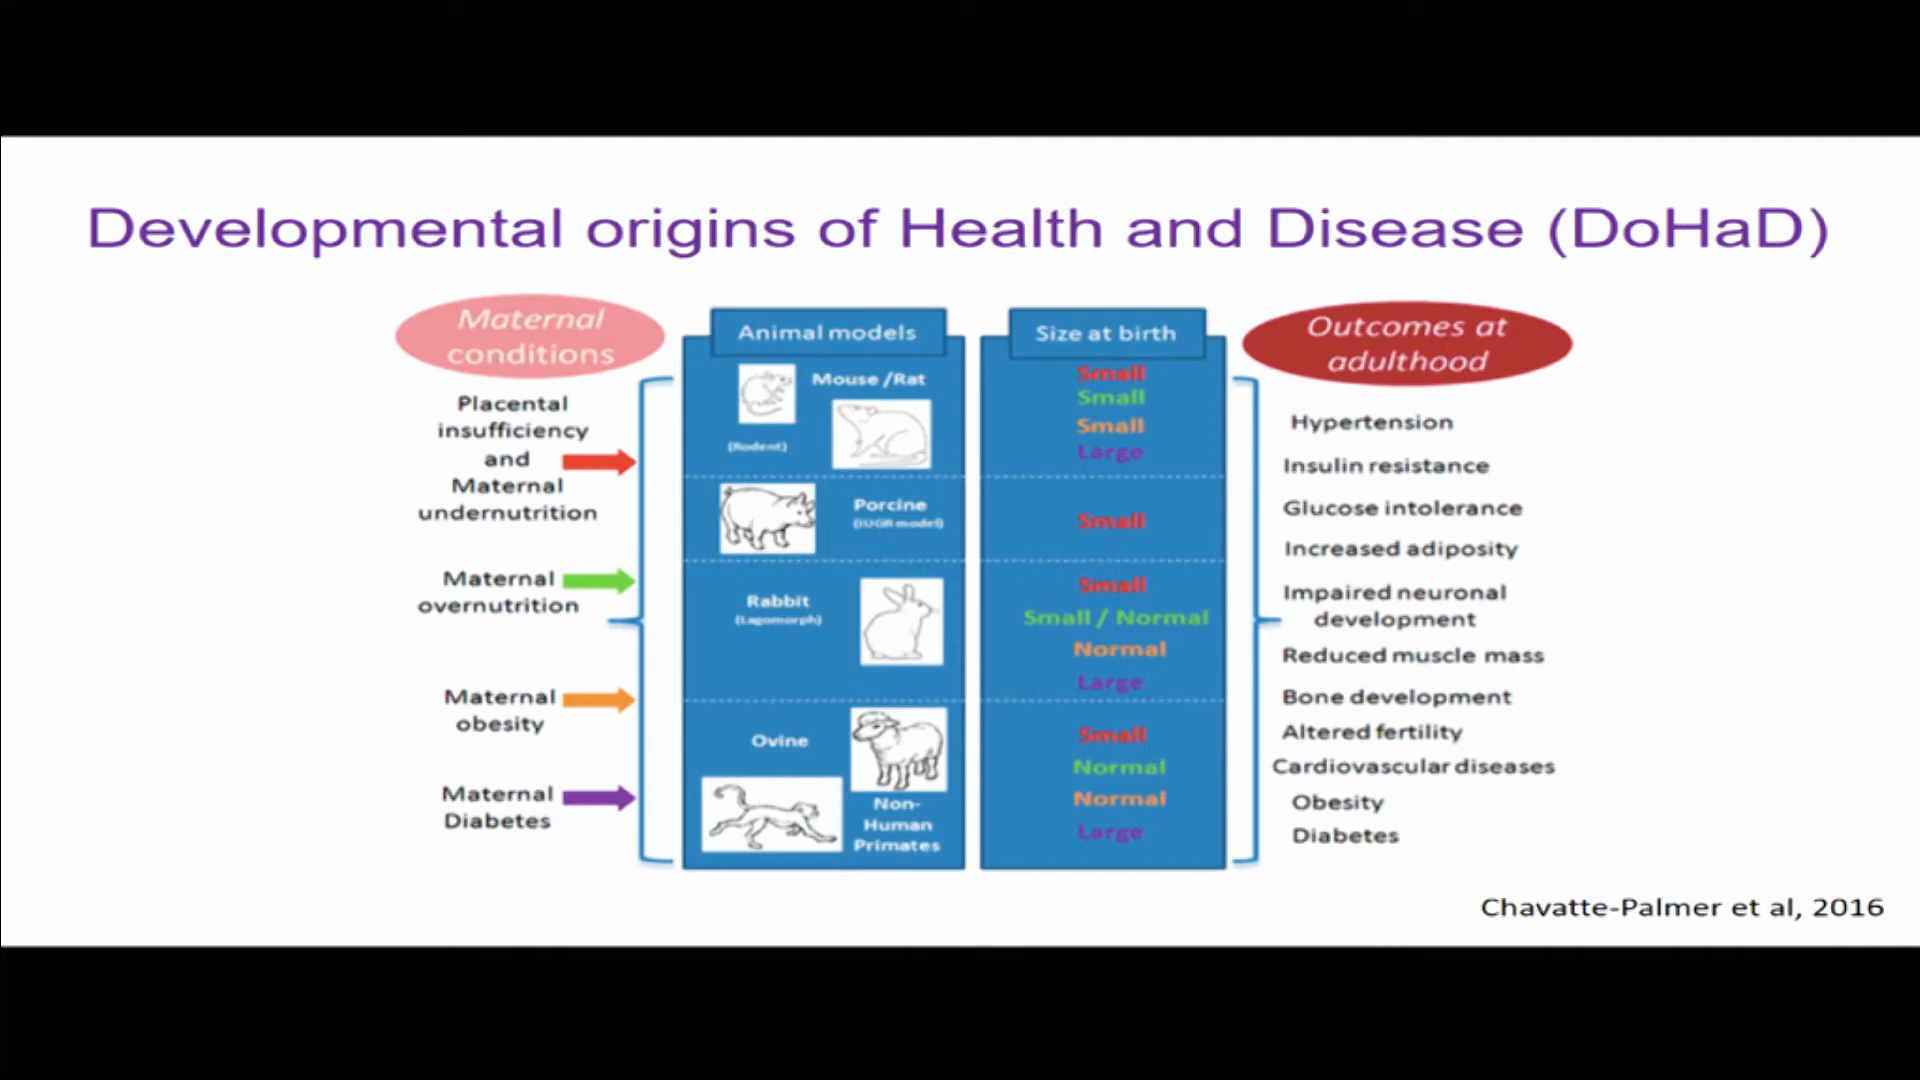 Developmental origins of Health and Disease (DoHaD)
Maternal
conditions
Placental
insufficiency
and
Maternal
undernutrition
Maternal
overnutrition
Maternal
obesity
Maternal
Diabetes
Animal models
Mouse /Rat
(Rodent)
Porcine
(IUGR model)
Rabbit
(Lagomorph)
Ovine
Non-
Human
Primates
Size at birth
Small
Small
Small
Large
Small
Small
Small / Normal
Normal
Large
Small
Normal
Normal
Large
Outcomes at
adulthood
Hypertension
Insulin resistance
Glucose intolerance
Increased adiposity
Impaired neuronal
development
Reduced muscle mass
Bone development
Altered fertility
Cardiovascular diseases
Obesity
Diabetes
Chavatte-Palmer et al, 2016